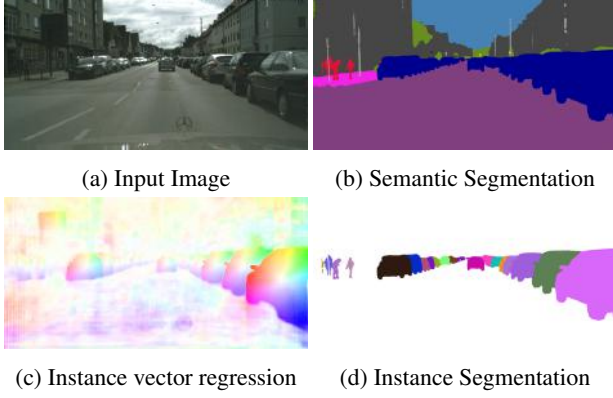 (a) Input Image
(b) Semantic Segmentation
(c) Instance vector regression
(d) Instance Segmentation